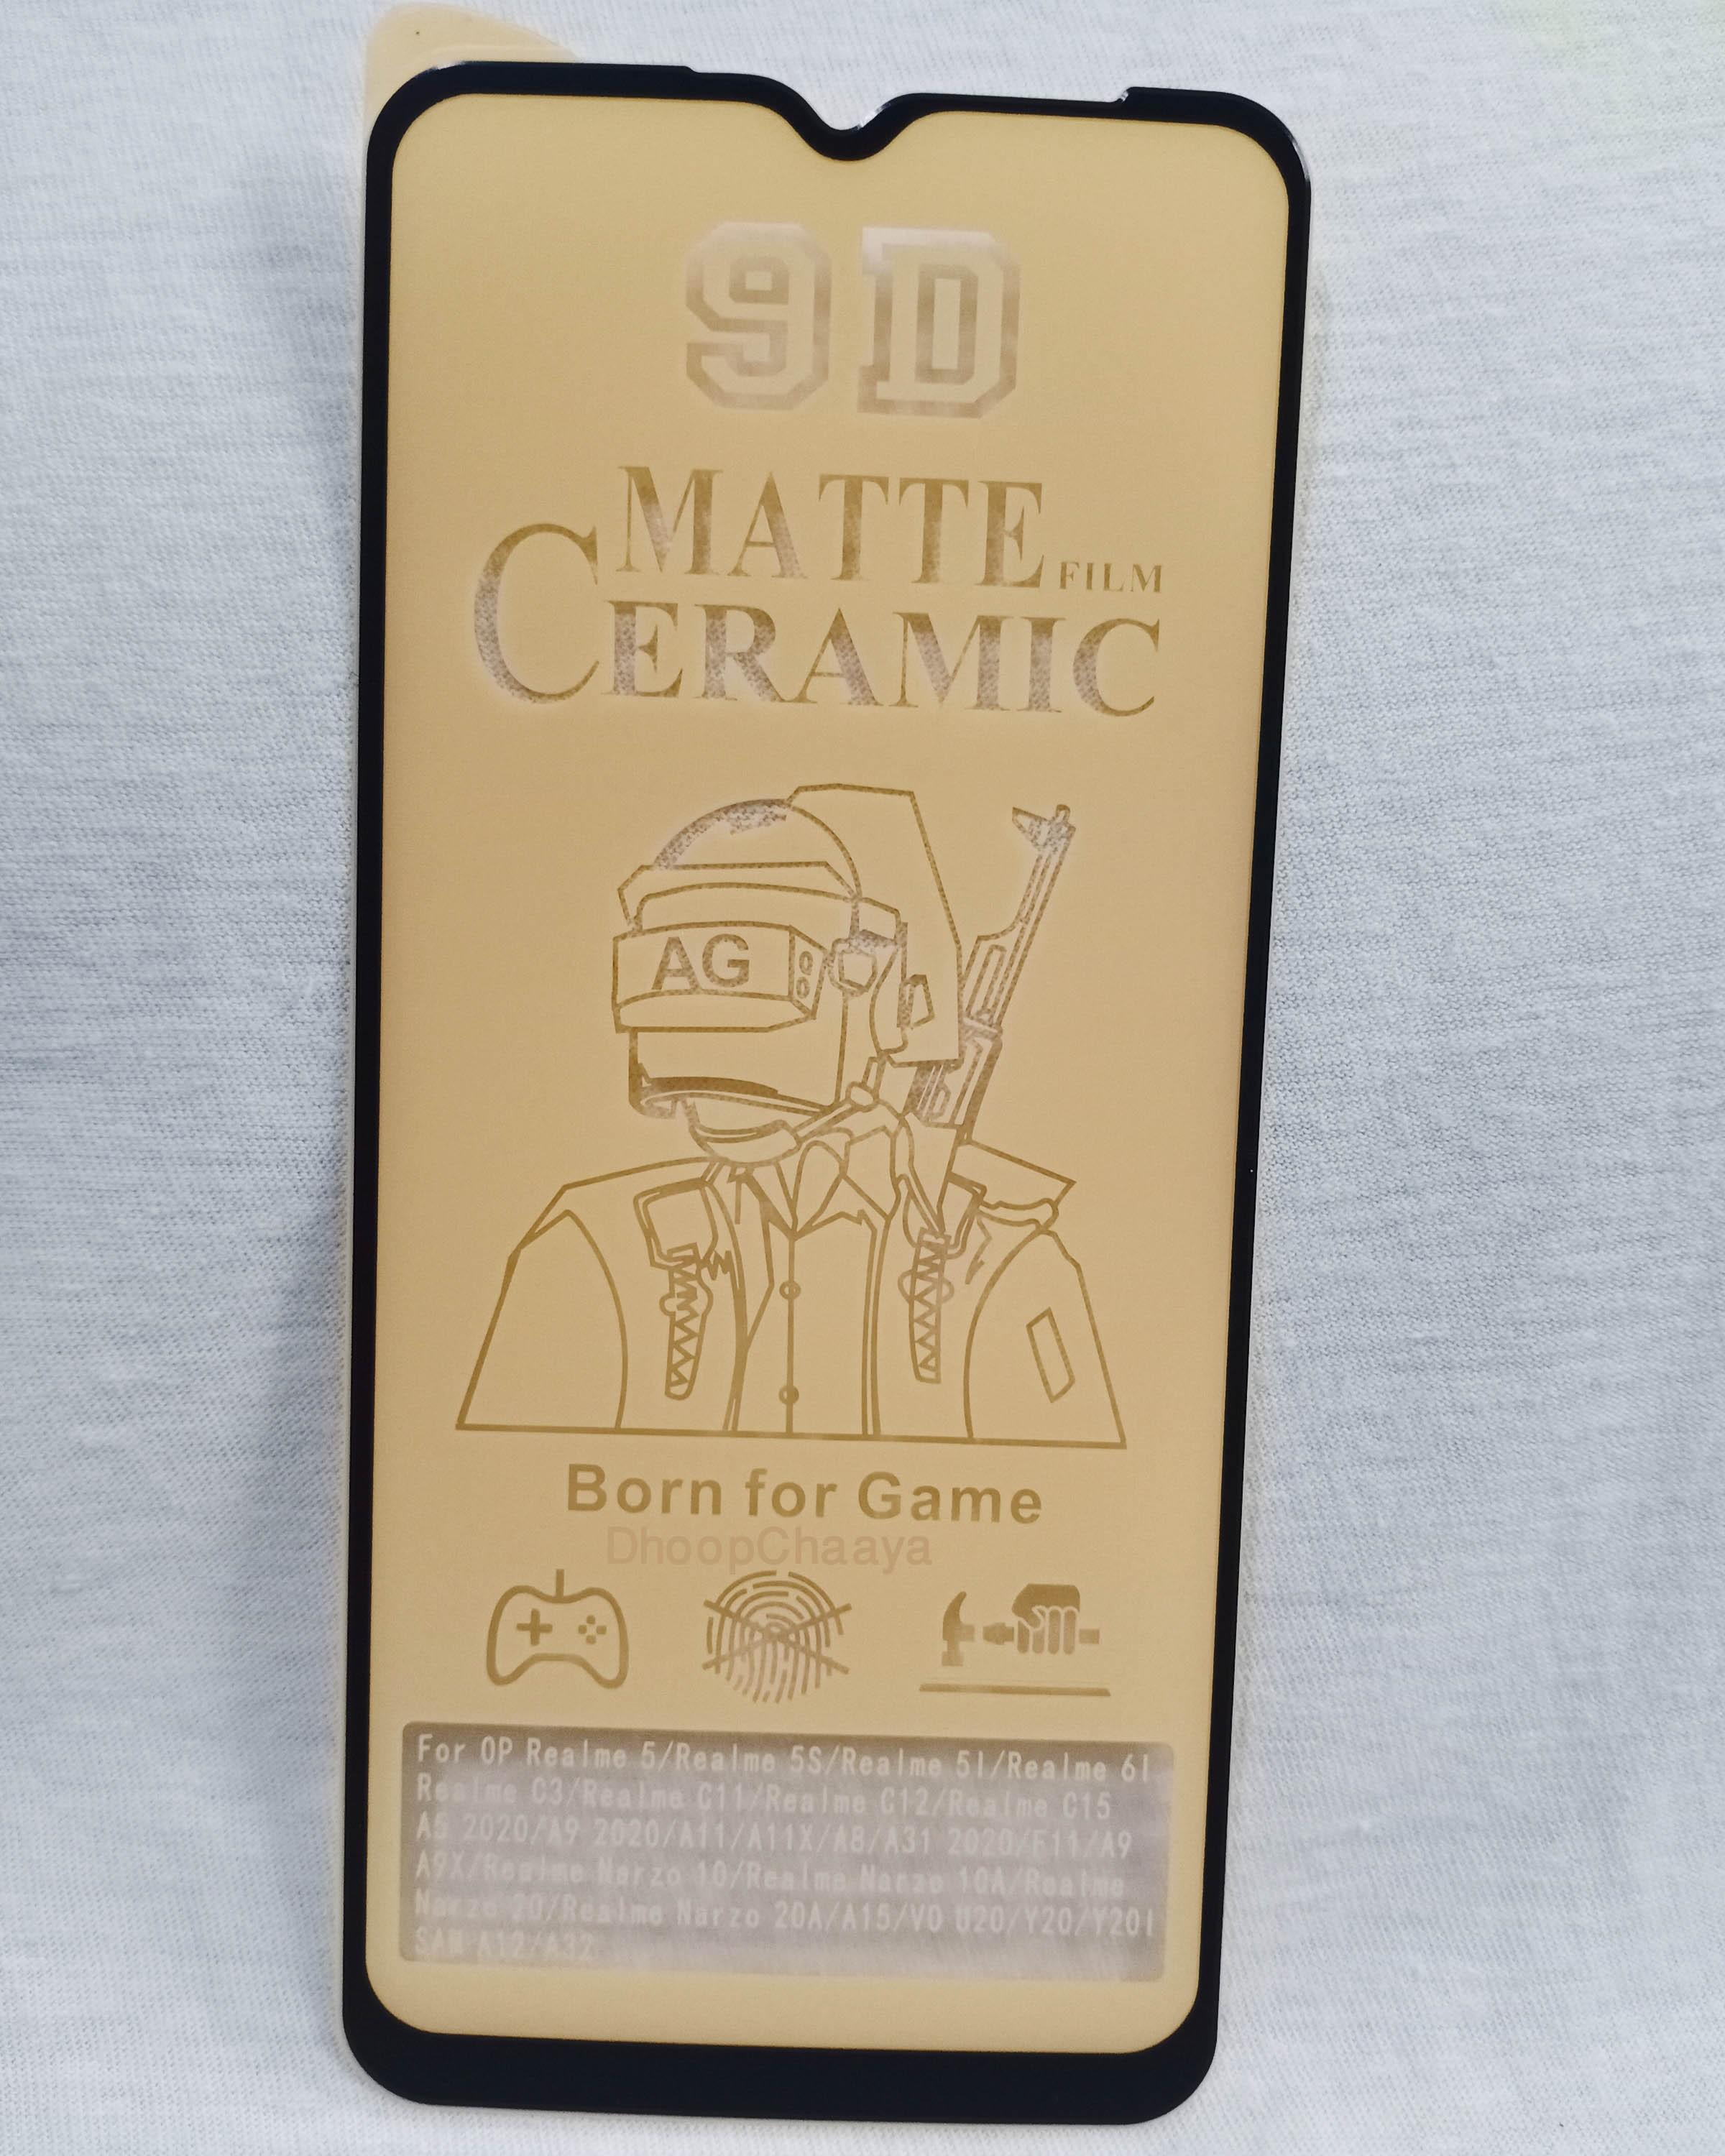 9D
MATTE FILM
CERAMIC
AG
Born for Game
DhoopChaaya
For OP Realme 5/Realme 5S/Realme 5I/Realme 6I
Realme C3/Realme C11/Realme C12/Realme C15
A5 2020/A9 2020/A11/A11X/A8/A31 2020/F11/A9
A9X/Realme Narzo 10/Realme Narzo 10A/Realme
Narzo 20/Realme Narzo 20A/A15/VO U20/Y20/Y20I
SAM A12/A32